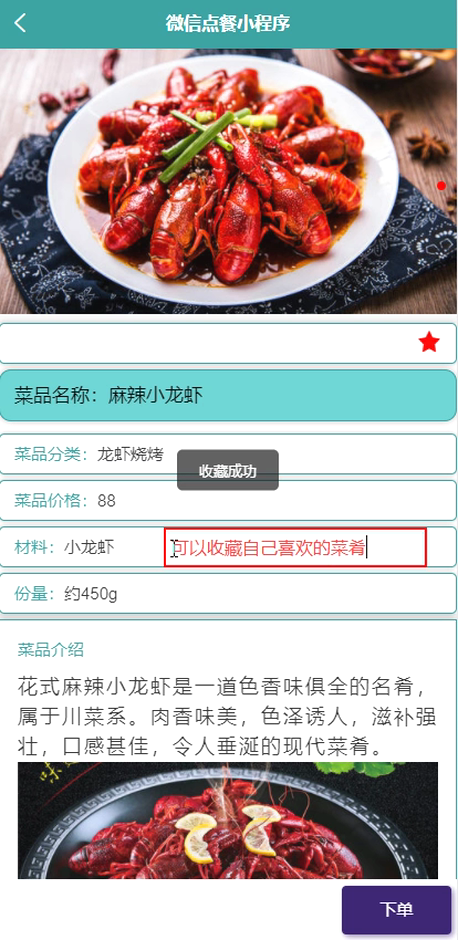 微信点餐小程序
菜品名称：麻辣小龙虾
菜品分类：龙虾烧烤
收藏成功
菜品价格：88
材料：小龙虾
可以收藏自己喜欢的菜肴
份量：约450g
菜品介绍
花式麻辣小龙虾是一道色香味俱全的名肴，
属于川菜系。肉香味美，色泽诱人，滋补强
壮，口感甚佳，令人垂涎的现代菜肴。
下单